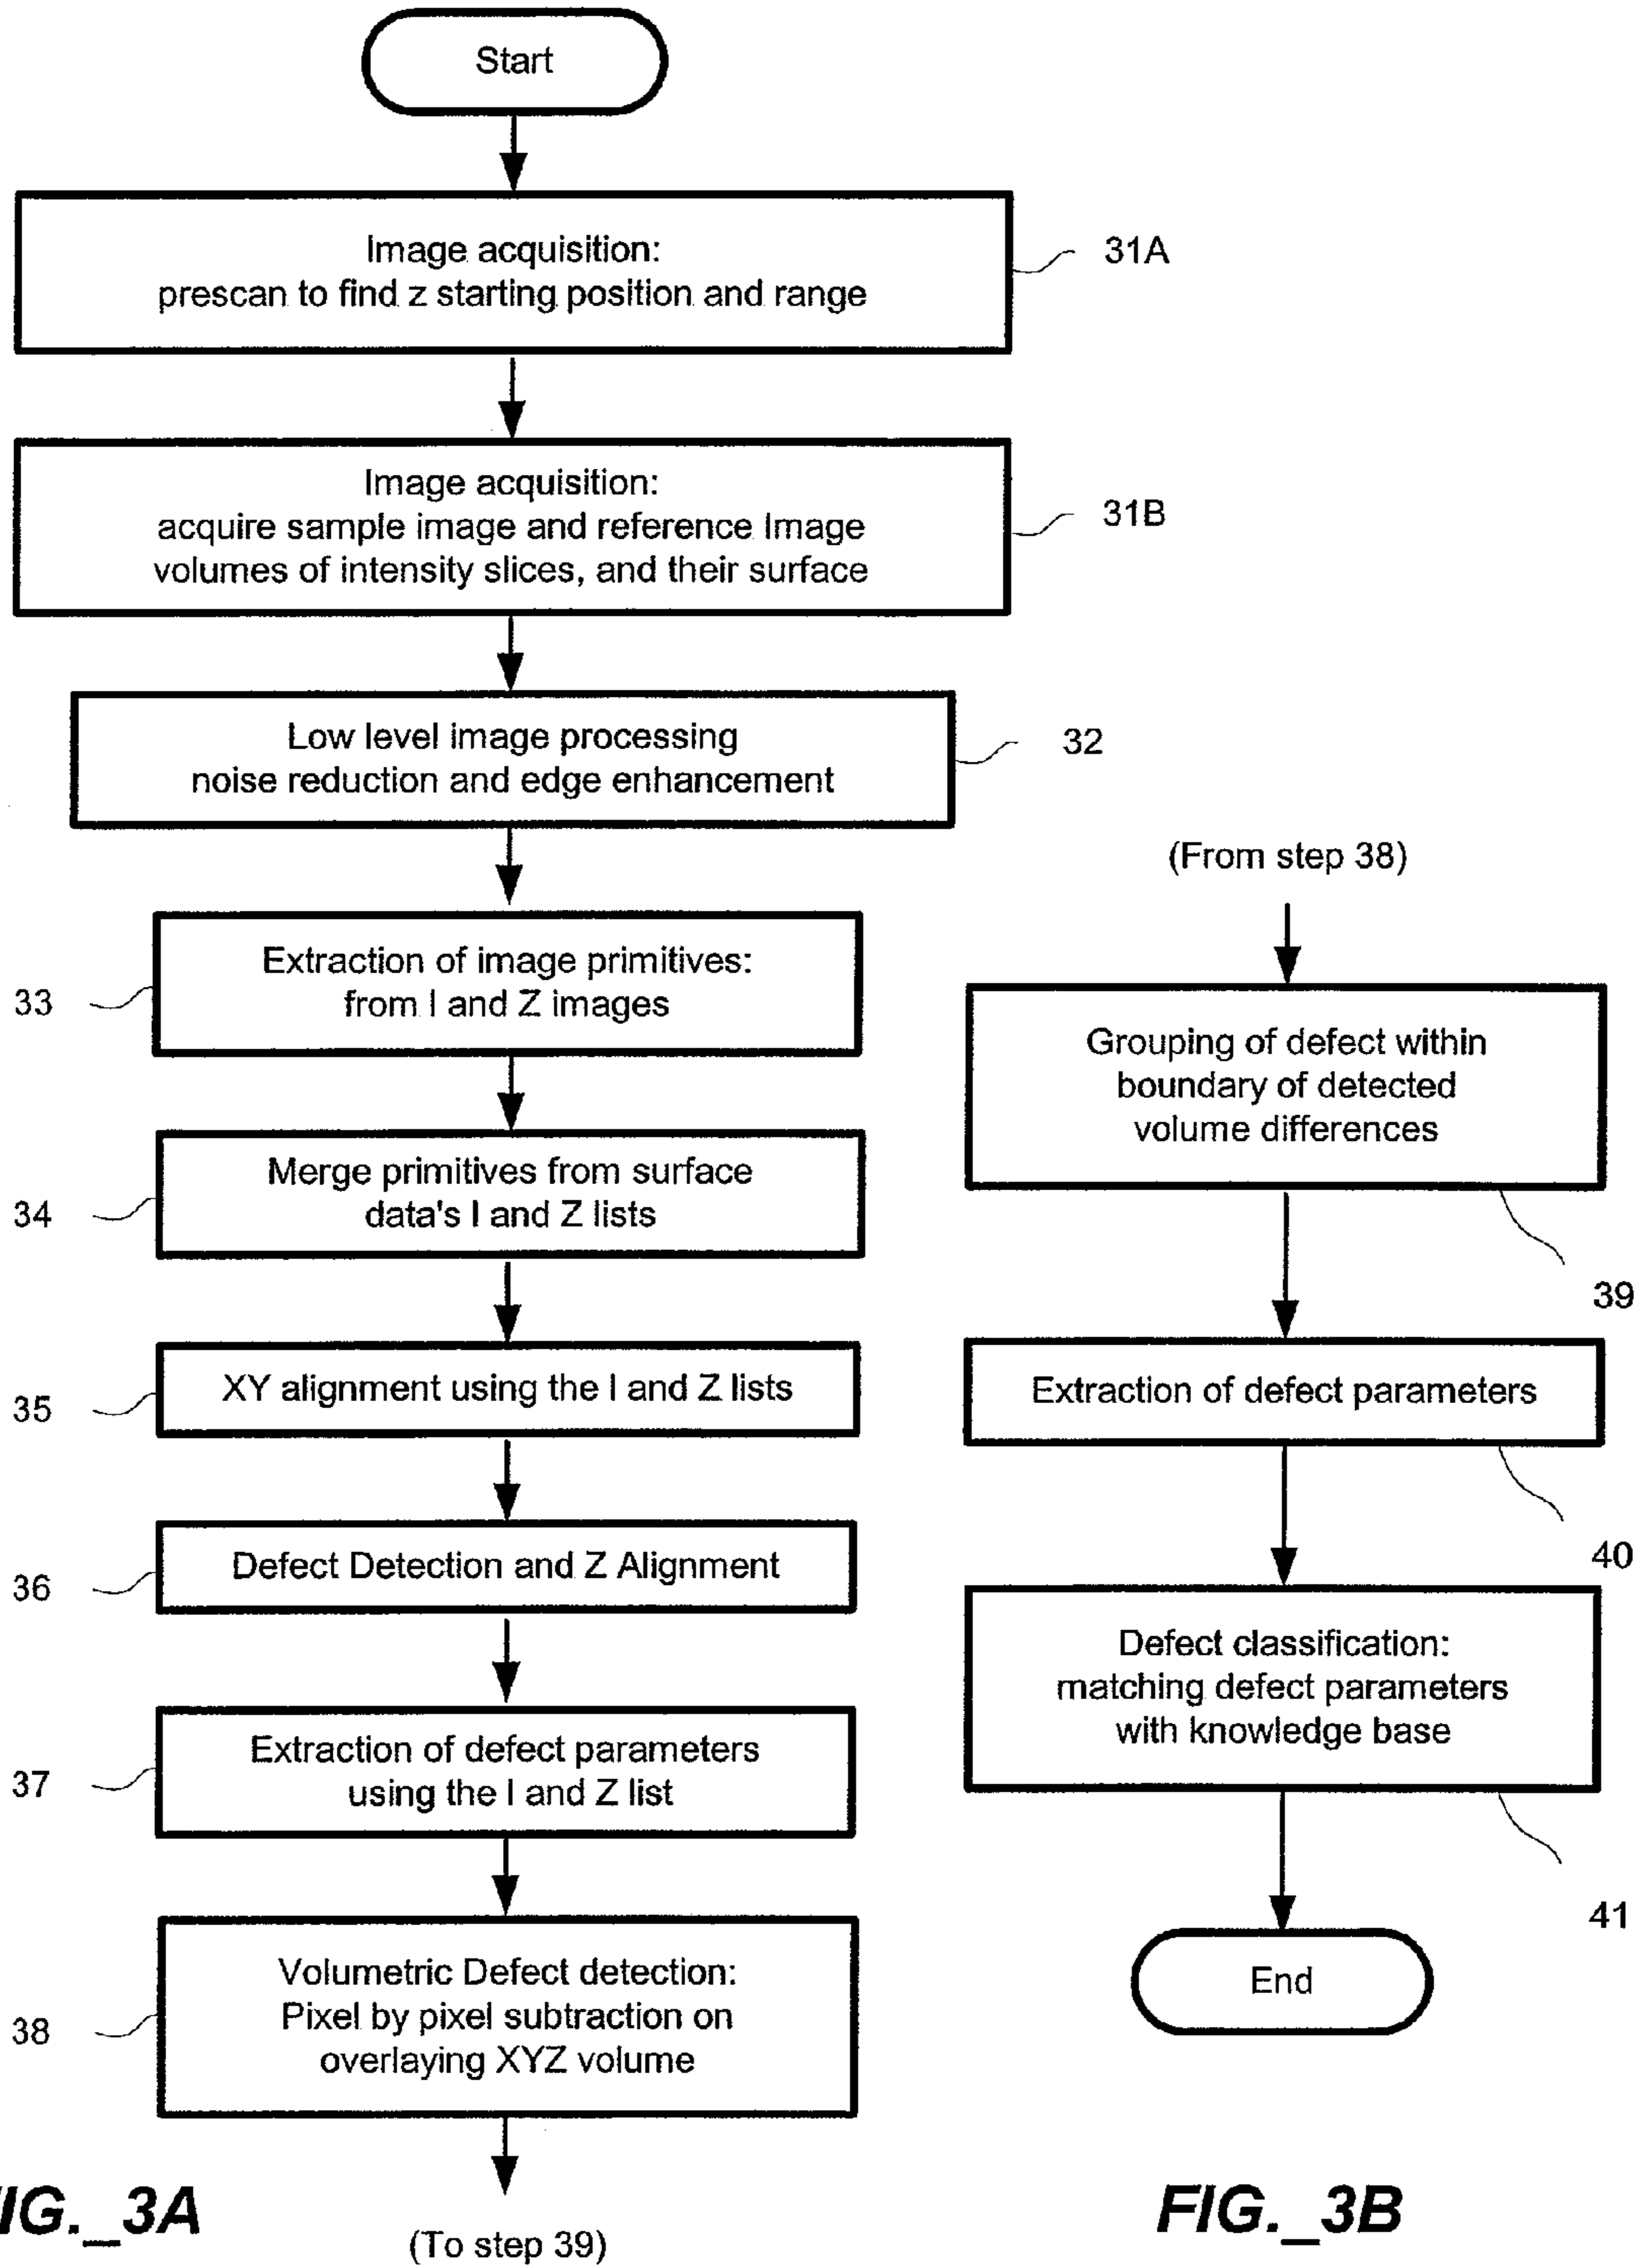 Start
Image acquisition:
prescan to find z starting position and range
31A
Image acquisition:
acquire sample image and reference Image
volumes of intensity slices, and their surface
31B
Low level image processing
noise reduction and edge enhancement
32
Extraction of image primitives:
from I and Z images
33
Merge primitives from surface
data's I and Z lists
34
XY alignment using the I and Z lists
35
Defect Detection and Z Alignment
36
Extraction of defect parameters
using the I and Z list
37
Volumetric Defect detection:
Pixel by pixel subtraction on
overlaying XYZ volume
38
(To step 39)
IG._3A
(From step 38)
Grouping of defect within
boundary of detected
volume differences
39
Extraction of defect parameters
40
Defect classification:
matching defect parameters
with knowledge base
41
End
FIG._3B